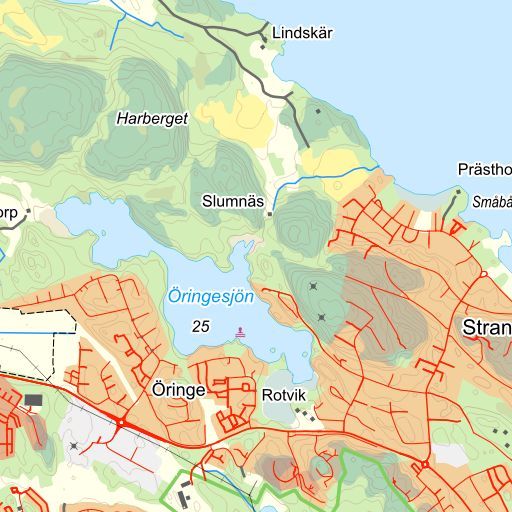 Lindskär
Harberget
Prästho
Slumnäs
Småbå
orp
Öringesjön
25
Stran
Öringe
Rotvik